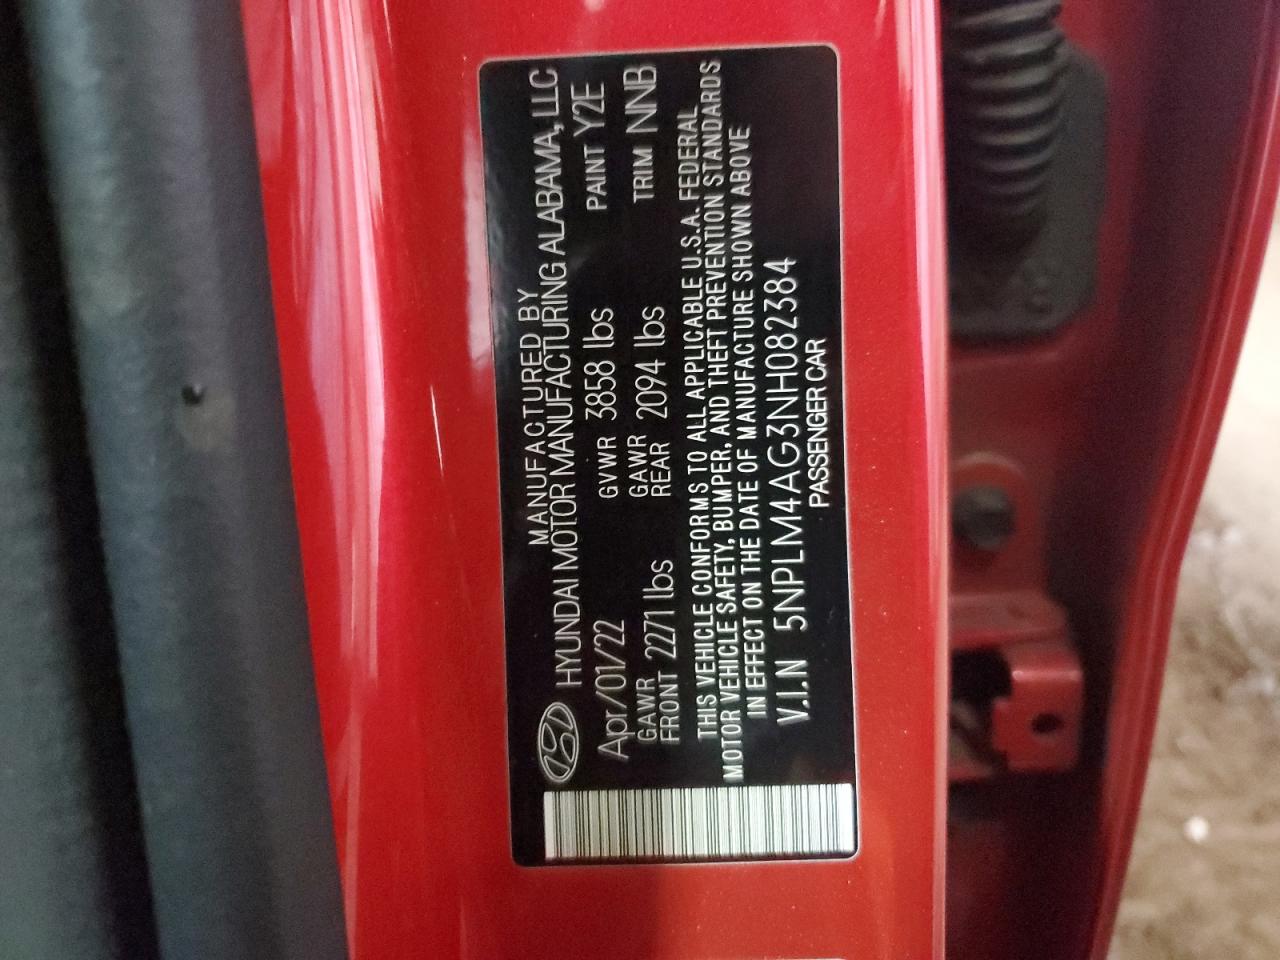 MANUFACTURED BY
HYUNDAI MOTOR MANUFACTURING ALABAMA, LLC
Apr/01/22 GVWR 3858 lbs PAINT Y2E
GAWR FRONT 2271 lbs GAWR REAR 2094 lbs TRIM NNB
THIS VEHICLE CONFORMS TO ALL APPLICABLE U.S.A. FEDERAL
MOTOR VEHICLE SAFETY, BUMPER, AND THEFT PREVENTION STANDARDS
IN EFFECT ON THE DATE OF MANUFACTURE SHOWN ABOVE
V.I.N 5NPLM4AG3NH082384
PASSENGER CAR